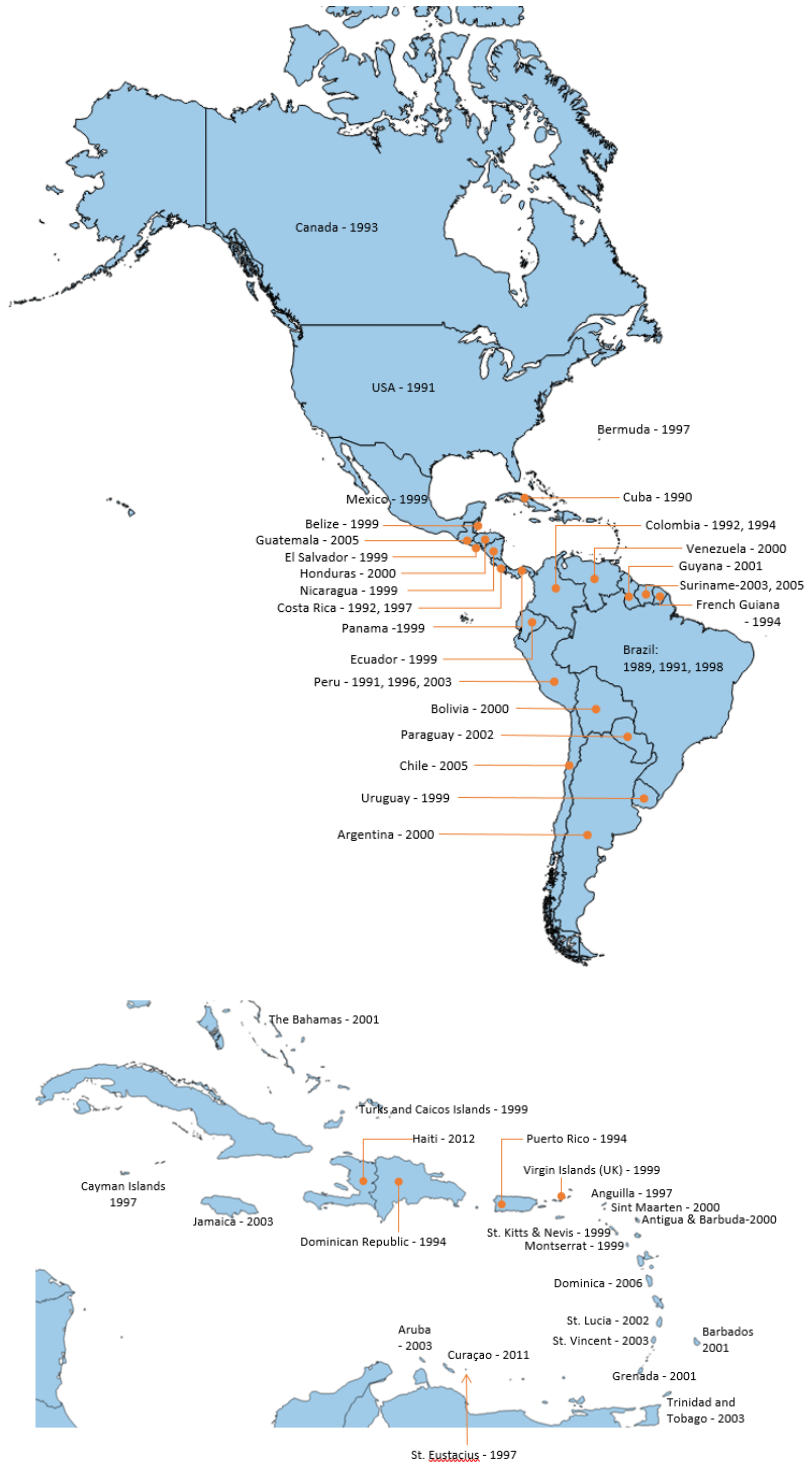 Canada - 1993
USA - 1991
Bermuda - 1997
Mexico - 1999
Cuba - 1990
Belize - 1999
Colombia - 1992, 1994
Guatemala - 2005
Venezuela - 2000
El Salvador - 1999
Guyana - 2001
Honduras - 2000
Suriname-2003, 2005
Nicaragua - 1999
French Guiana
- 1994
Costa Rica - 1992, 1997
Panama -1999
Brazil:
1989, 1991, 1998
Ecuador - 1999
Peru - 1991, 1996, 2003
Bolivia - 2000
Paraguay - 2002
Chile - 2005
Uruguay - 1999
Argentina - 2000
The Bahamas - 2001
Turks and Caicos Islands - 1999
Haiti - 2012
Puerto Rico - 1994
Virgin Islands (UK) - 1999
Cayman Islands
1997
Anguilla - 1997
Sint Maarten - 2000
Jamaica - 2003
Antigua & Barbuda-2000
St. Kitts & Nevis - 1999
Dominican Republic - 1994
Montserrat - 1999
Dominica - 2006
St. Lucia - 2002
Aruba
- 2003
St. Vincent - 2003
Barbados
2001
Curaçao - 2011
Grenada - 2001
Trinidad and
Tobago - 2003
St. Eustacius - 1997